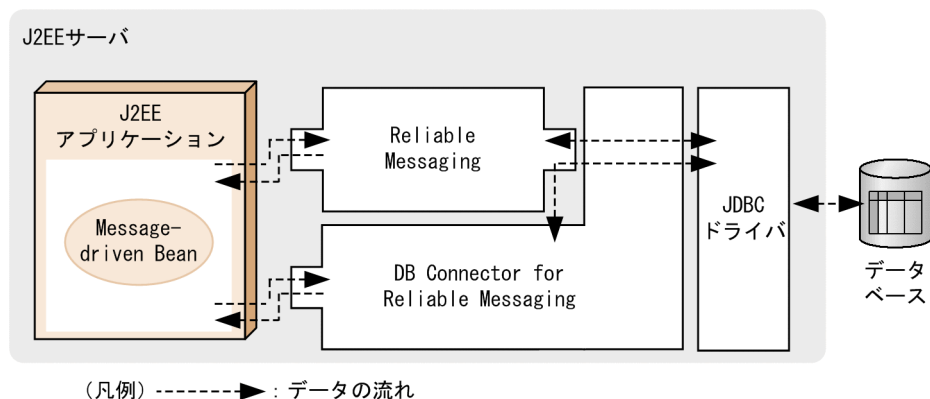 J2EEサーバ
J2EE
アプリケーション
Message-
driven Bean
Reliable
Messaging
DB Connector for
Reliable Messaging
JDBC
ドライバ
データ
ベース
(凡例) : データの流れ